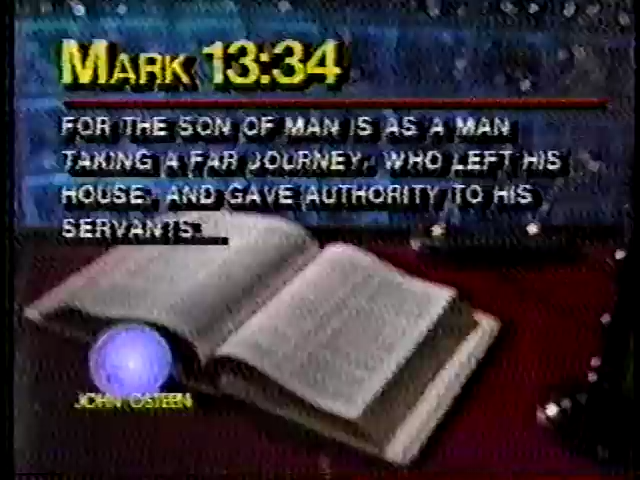 MARK 13:34
FOR THE SON OF MAN IS AS A MAN
TAKING A FAR JOURNEY, WHO LEFT HIS
HOUSE, AND GAVE AUTHORITY TO HIS
SERVANTS...
JOHN OSTEEN